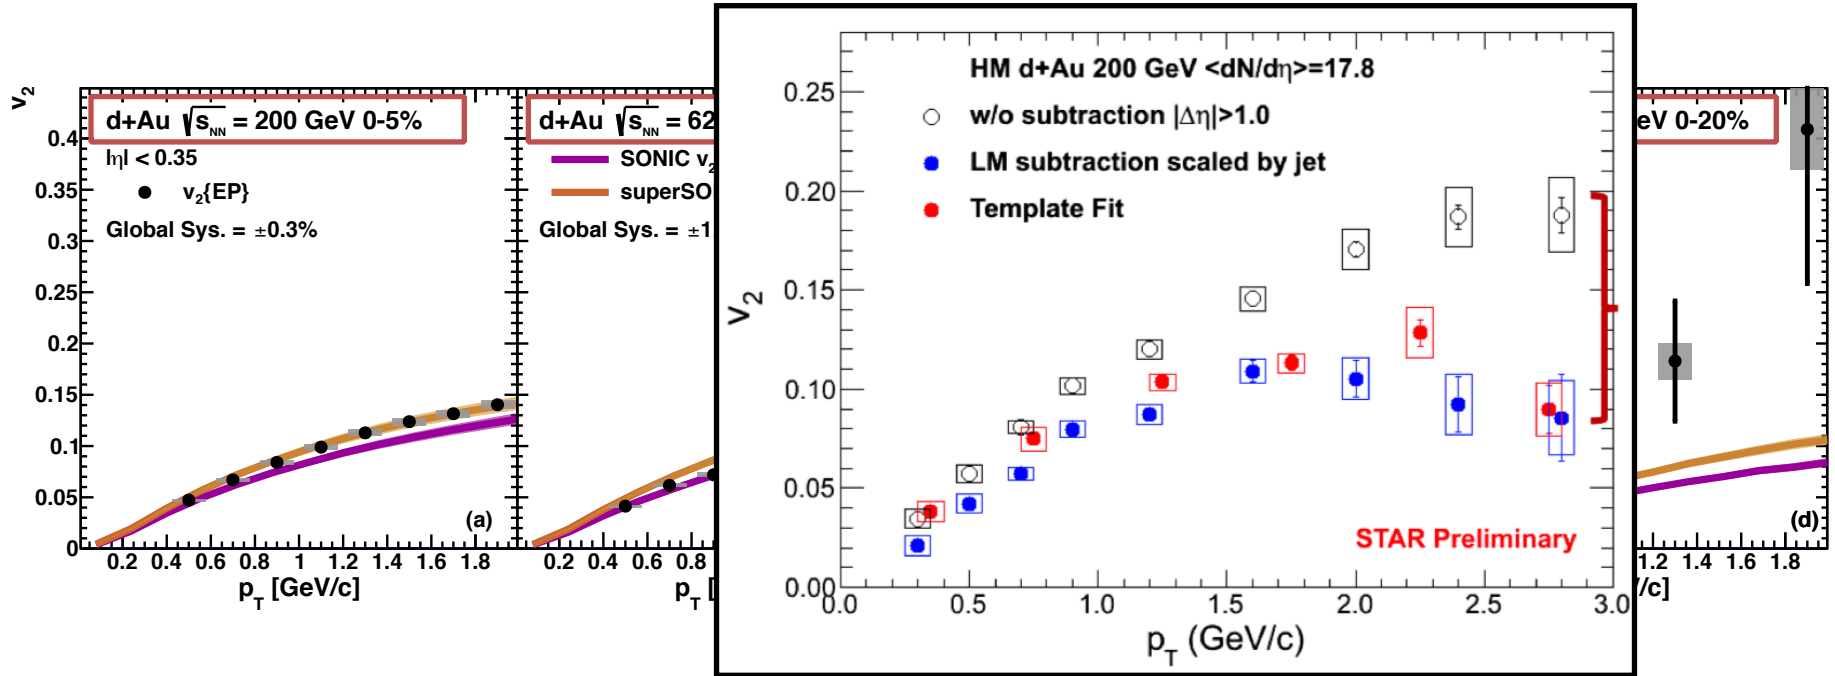 v2
d+Au √sNN = 200 GeV 0-5%
|η| < 0.35
v2{EP}
Global Sys. = ±0.3%
0.4
0.35
0.3
0.25
0.2
0.15
0.1
0.05
0
(a)
0.2 0.4 0.6 0.8 1 1.2 1.4 1.6 1.8
pT [GeV/c]
d+Au √sNN = 62
SONIC v2
superSO
Global Sys. = ±1
0.2 0.4 0.6 0.8
pT [
HM d+Au 200 GeV <dN/dη>=17.8
w/o subtraction |Δη|>1.0
LM subtraction scaled by jet
Template Fit
V2
0.25
0.20
0.15
0.10
0.05
0.00
STAR Preliminary
0.0 0.5 1.0 1.5 2.0 2.5 3.0
pT (GeV/c)
eV 0-20%
(d)
1.2 1.4 1.6 1.8
/c]